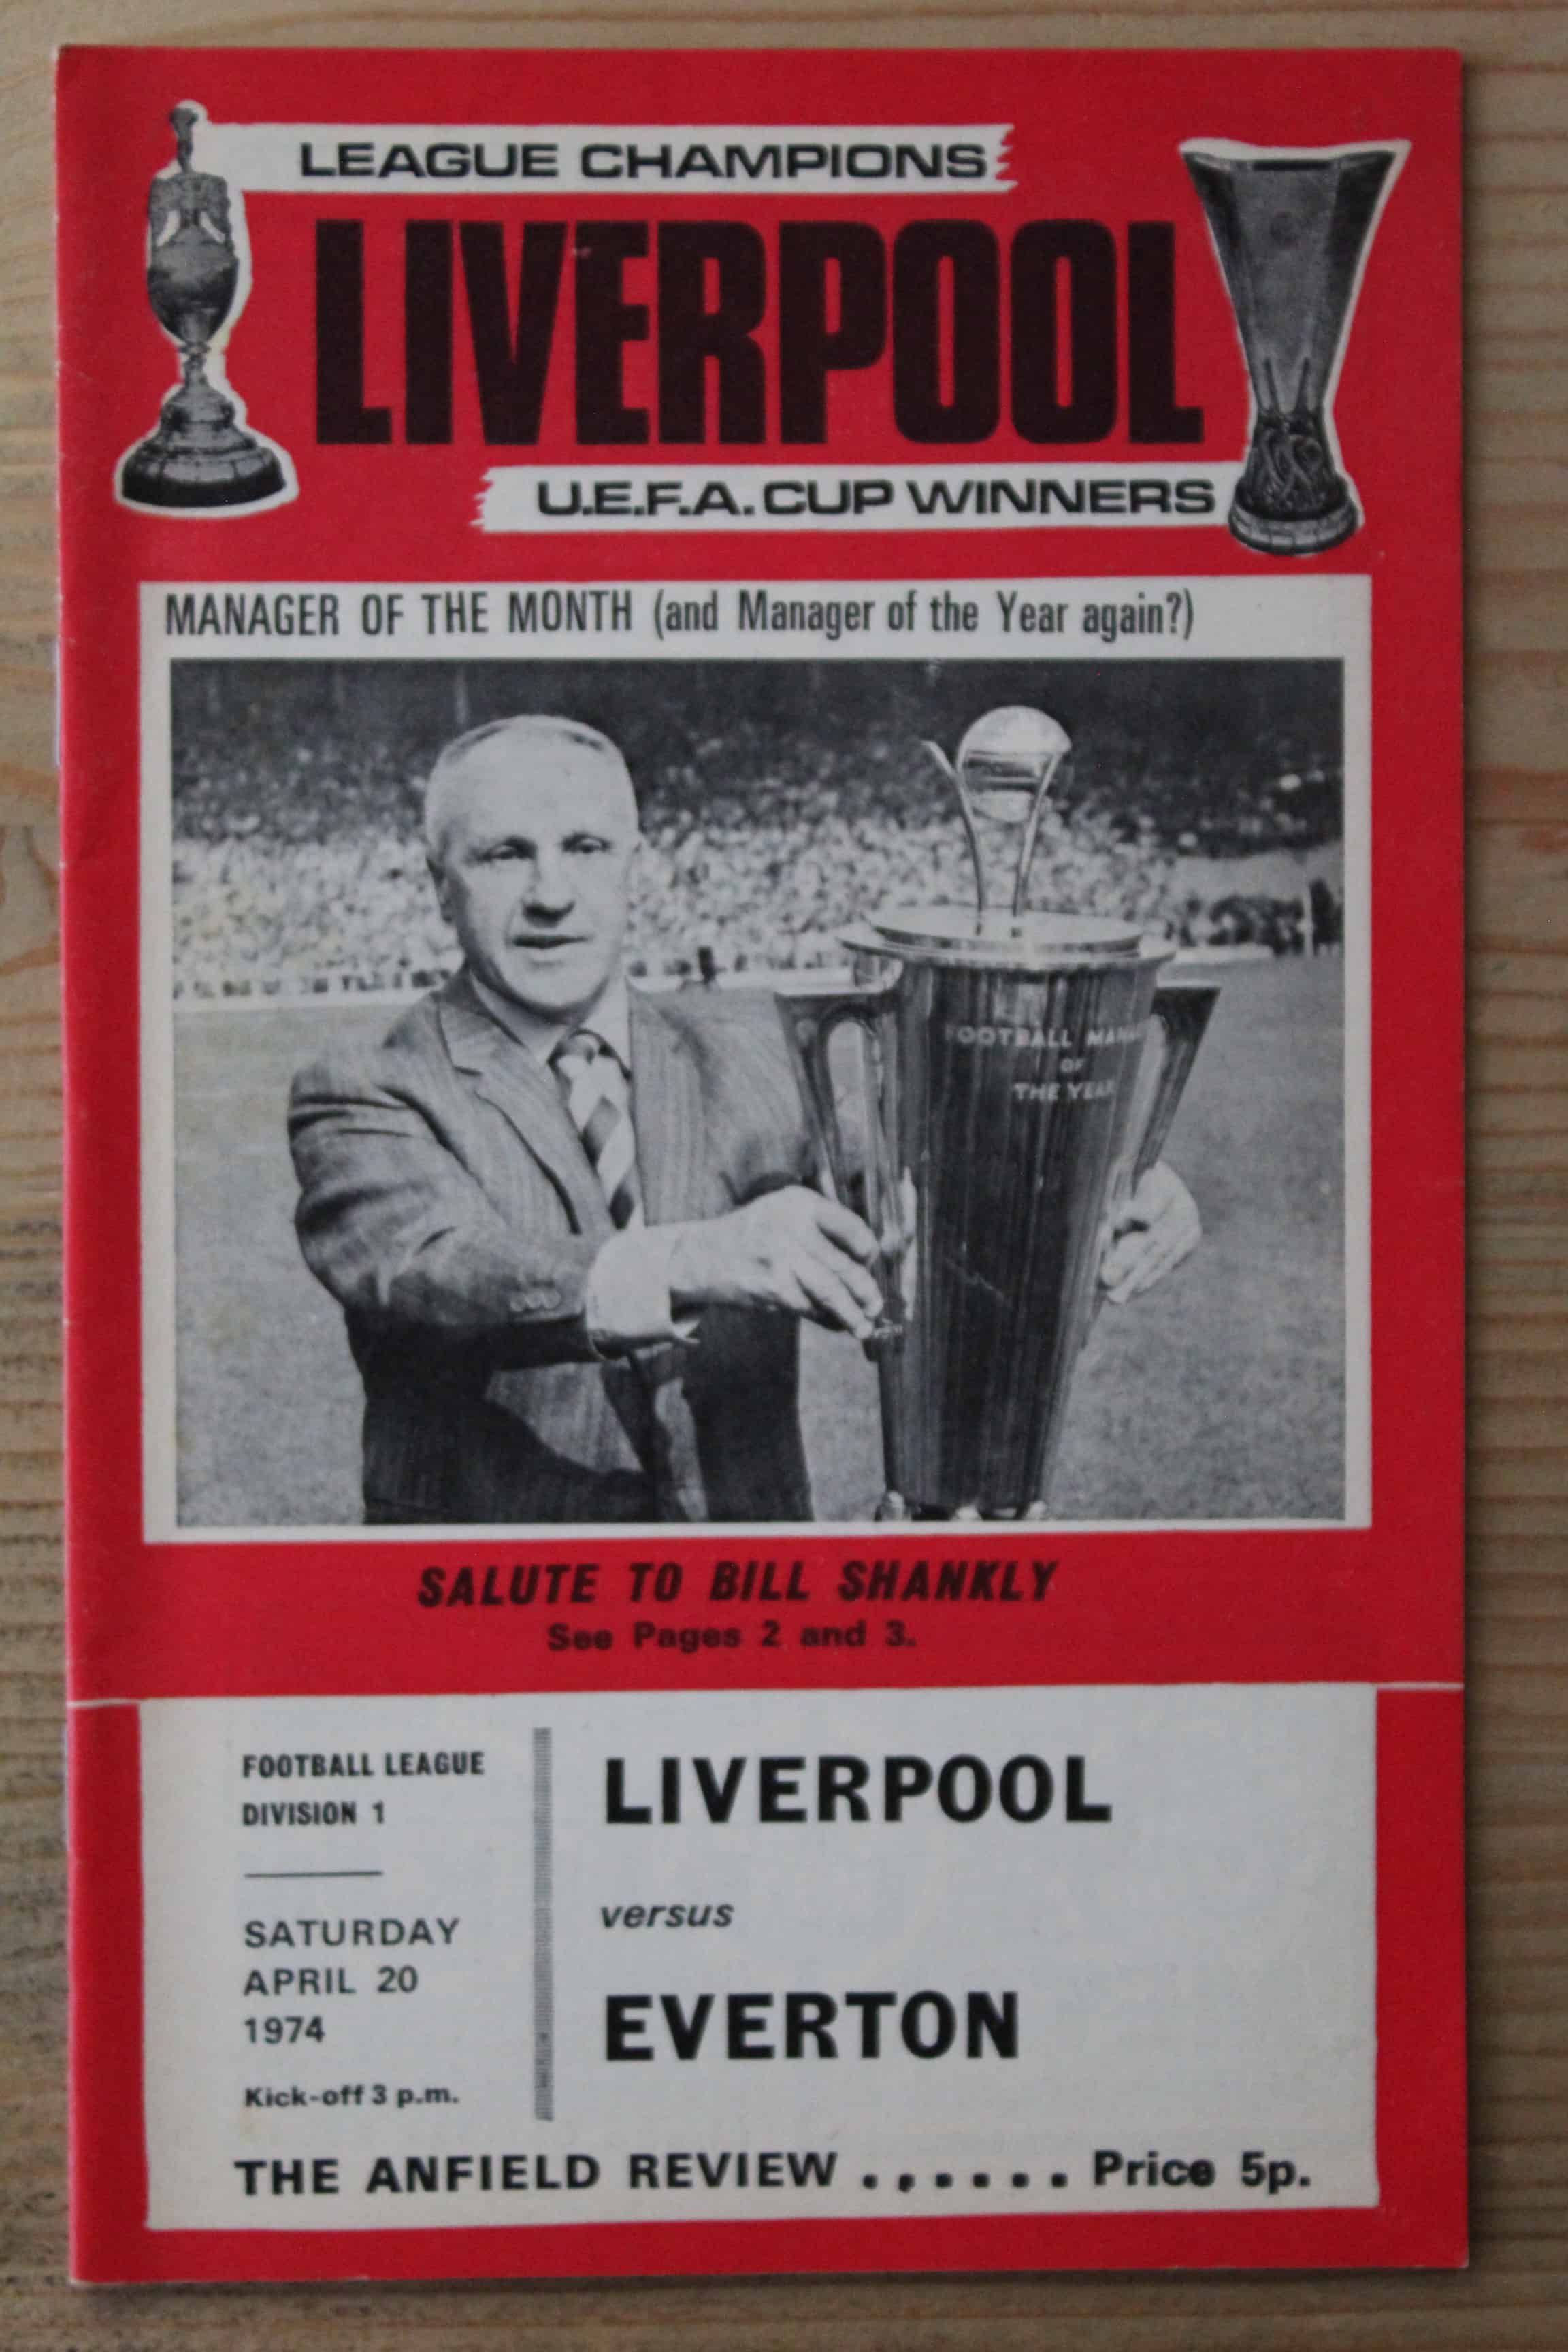 LEAGUE CHAMPIONS
LIVERPOOL
U.E.F.A. CUP WINNERS
MANAGER OF THE MONTH (and Manager of the Year again?)
FOOTBALL MANA
OF
THE YEAR
SALUTE TO BILL SHANKLY
See Pages 2 and 3.
FOOTBALL LEAGUE
DIVISION 1
SATURDAY
APRIL 20
1974
Kick-off 3 p.m.
LIVERPOOL
versus
EVERTON
THE ANFIELD REVIEW . , . . . . . Price 5p.